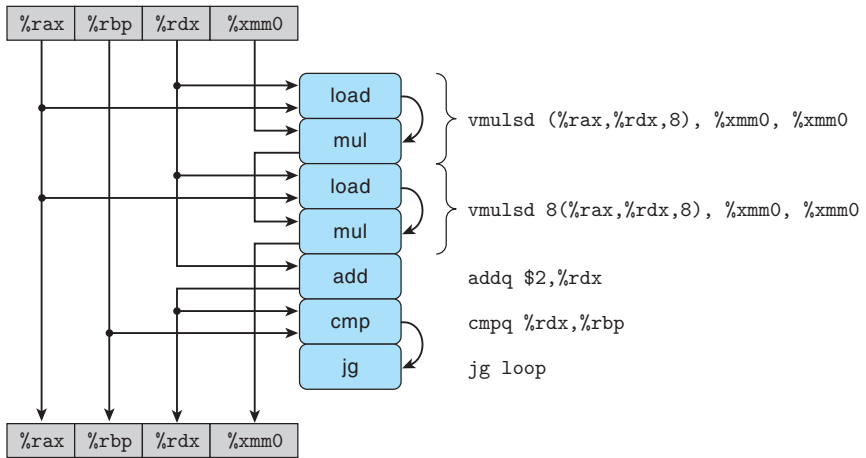 %rax %rbp %rdx %xmm0
load
mul
vmulsd (%rax,%rdx,8), %xmm0, %xmm0
load
mul
vmulsd 8(%rax,%rdx,8), %xmm0, %xmm0
add
addq $2,%rdx
cmp
cmpq %rdx,%rbp
jg
jg loop
%rax %rbp %rdx %xmm0